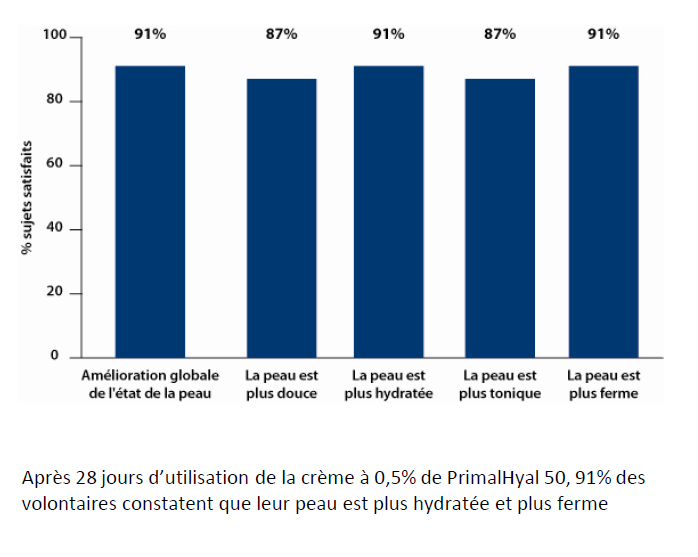 91% 87% 91% 87% 91%
100
80
60
40
20
0
% sujets satisfaits
Amélioration globale de l'état de la peau
La peau est plus douce
La peau est plus hydratée
La peau est plus tonique
La peau est plus ferme
Après 28 jours d’utilisation de la crème à 0,5% de PrimalHyal 50, 91% des
volontaires constatent que leur peau est plus hydratée et plus ferme